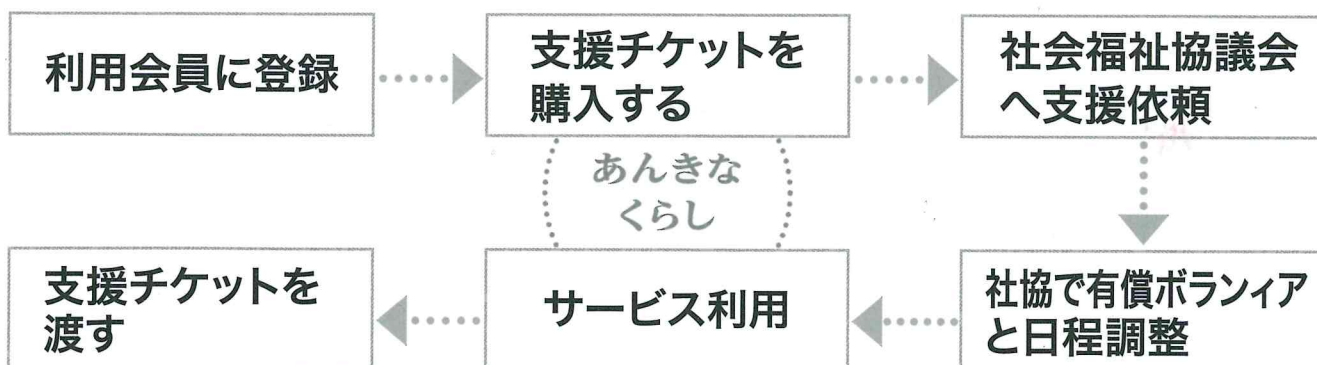 利用会員に登録
支援チケットを
購入する
社会福祉協議会
へ支援依頼
あんきな
くらし
社協で有償ボランィア
と日程調整
サービス利用
支援チケットを
渡す